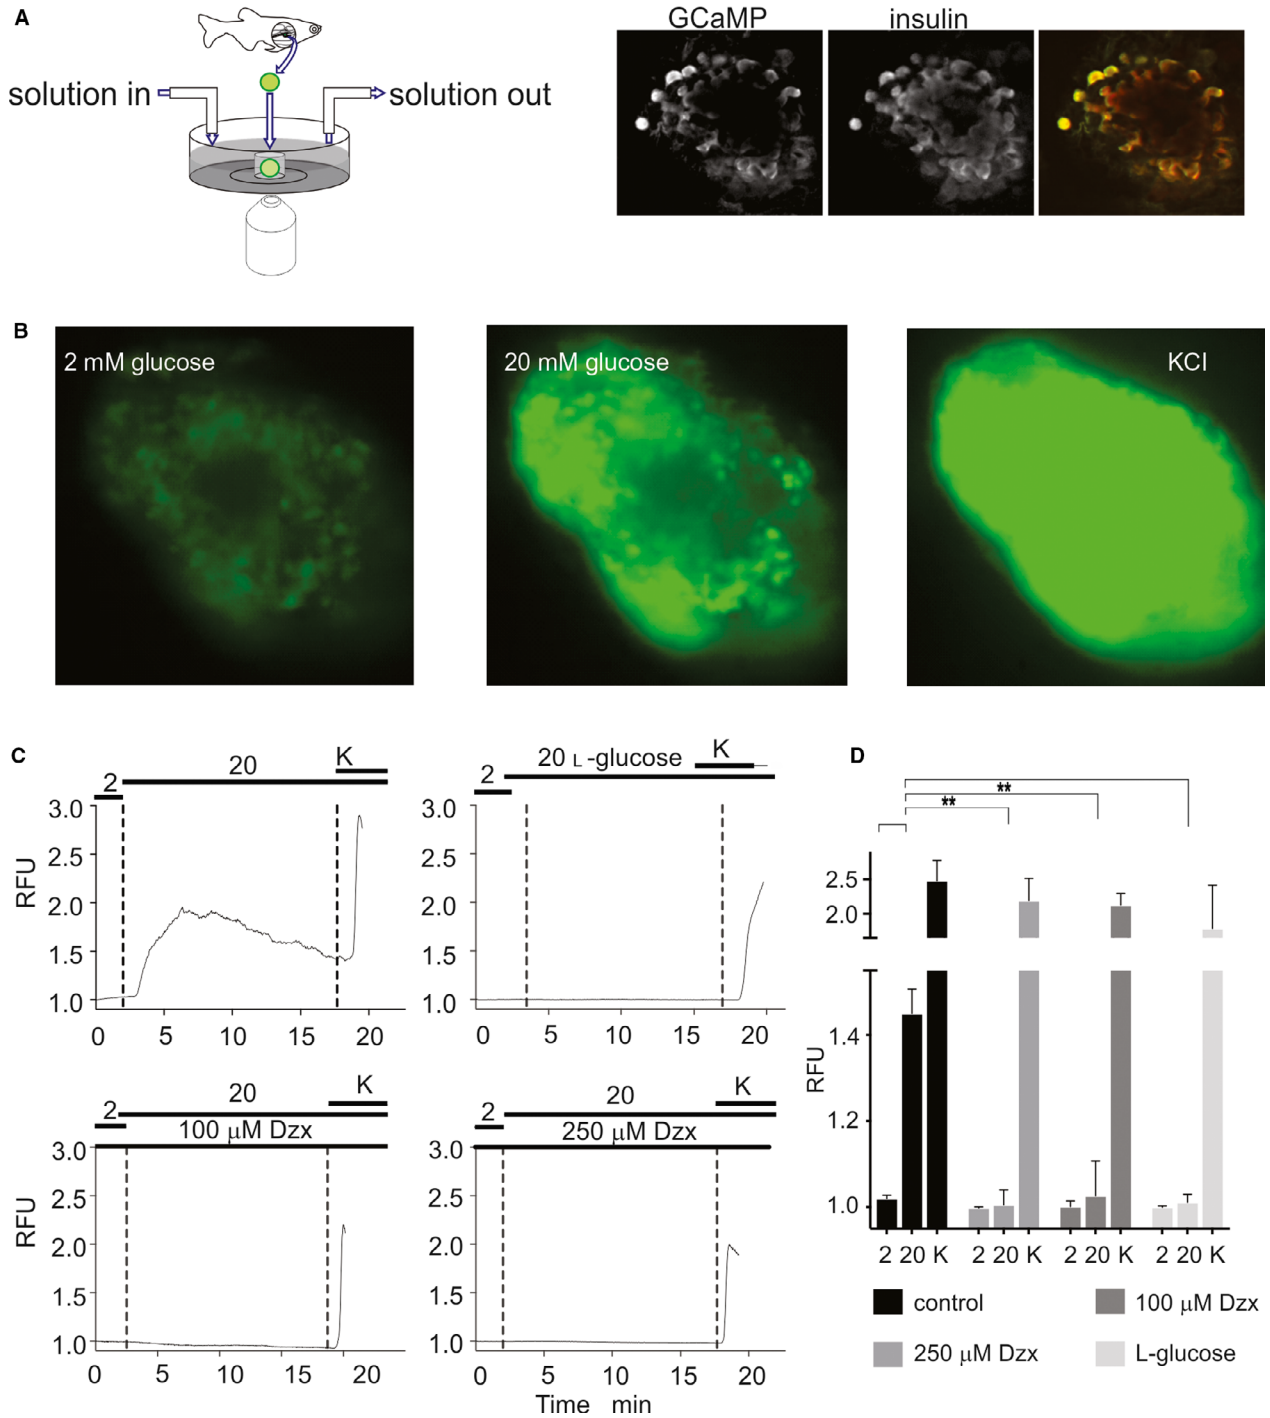 A
GCaMP insulin
solution in solution out
B
2 mM glucose 20 mM glucose KCl
C
2 20 K
3.0
2.5
2.0
1.5
1.0
RFU
0 5 10 15 20
2 20 L-glucose K
3.0
2.5
2.0
1.5
1.0
0 5 10 15 20
2 20 K
100 µM Dzx
3.0
2.5
2.0
1.5
1.0
RFU
0 5 10 15 20
2 20 K
250 µM Dzx
3.0
2.5
2.0
1.5
1.0
0 5 10 15 20
Time min
D
**
**
2.5
2.0
1.4
1.2
1.0
RFU
2 20 K 2 20 K 2 20 K 2 20 K
control 100 µM Dzx
250 µM Dzx L-glucose